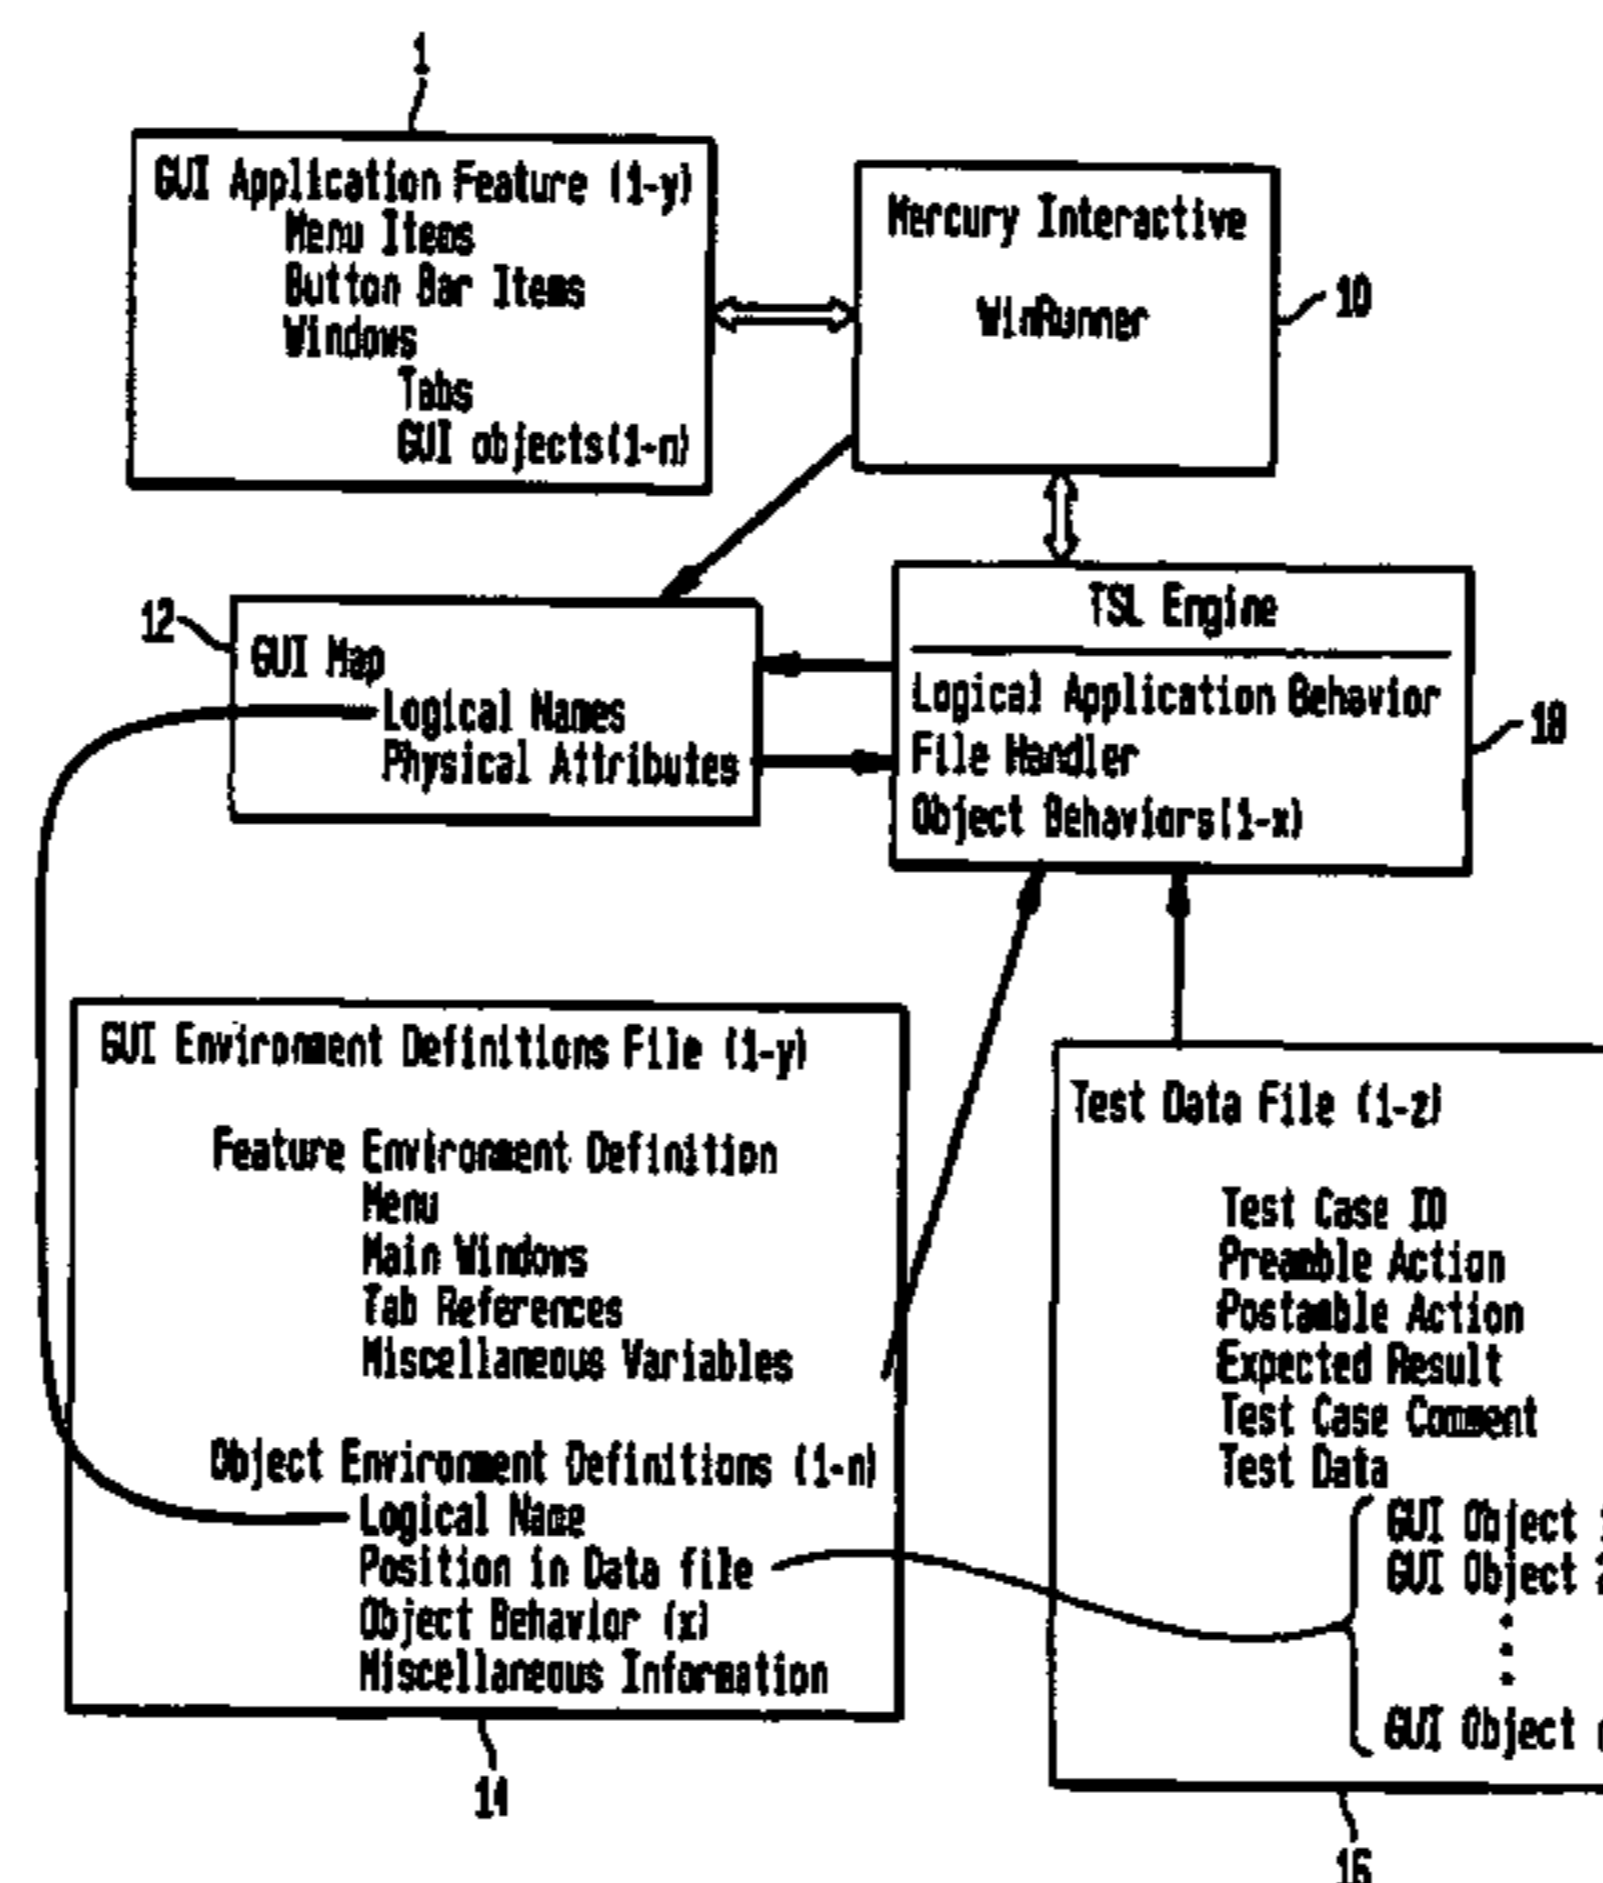 1
GUI Application Feature (1-y)
Menu Items
Button Bar Items
Windows
Tabs
GUI objects(1-n)
Mercury Interactive
WinRunner
10
12
GUI Map
Logical Names
Physical Attributes
TSL Engine
Logical Application Behavior
File Handler
Object Behaviors(1-x)
18
GUI Environment Definitions File (1-y)
Feature Environment Definition
Menu
Main Windows
Tab References
Miscellaneous Variables
Object Environment Definitions (1-n)
Logical Name
Position in Data file
Object Behavior (x)
Miscellaneous Information
14
Test Data File (1-z)
Test Case ID
Preamble Action
Postamble Action
Expected Result
Test Case Comment
Test Data
GUI Object
GUI Object 2
GUI Object
16